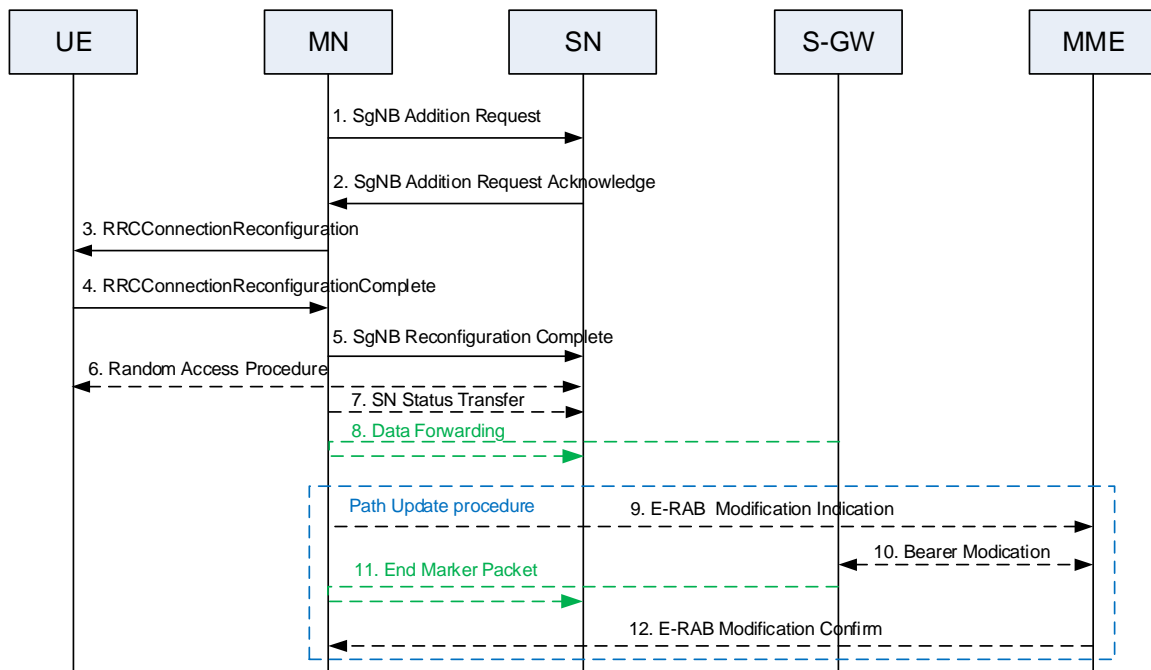 UE MN SN S-GW MME
1. SgNB Addition Request
2. SgNB Addition Request Acknowledge
3. RRCConnectionReconfiguration
4. RRCConnectionReconfigurationComplete
5. SgNB Reconfiguration Complete
6. Random Access Procedure
7. SN Status Transfer
8. Data Forwarding
Path Update procedure
9. E-RAB Modification Indication
10. Bearer Modication
11. End Marker Packet
12. E-RAB Modification Confirm